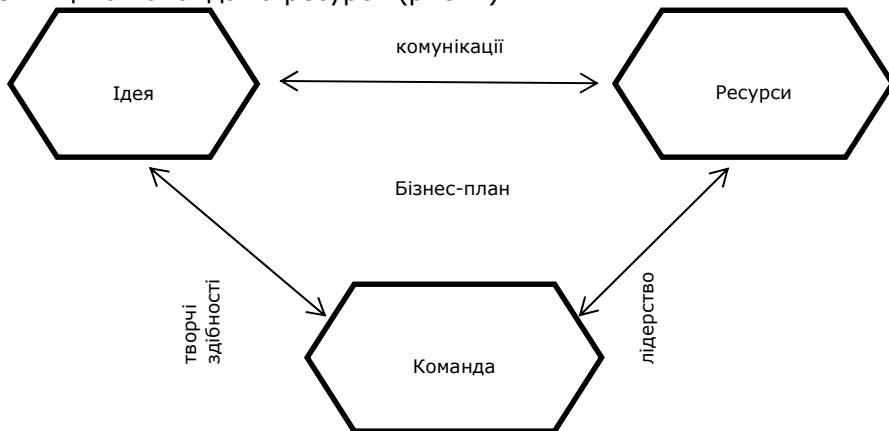 комунікації
Ідея
Ресурси
Бізнес-план
творчі
здібності
лідерство
Команда